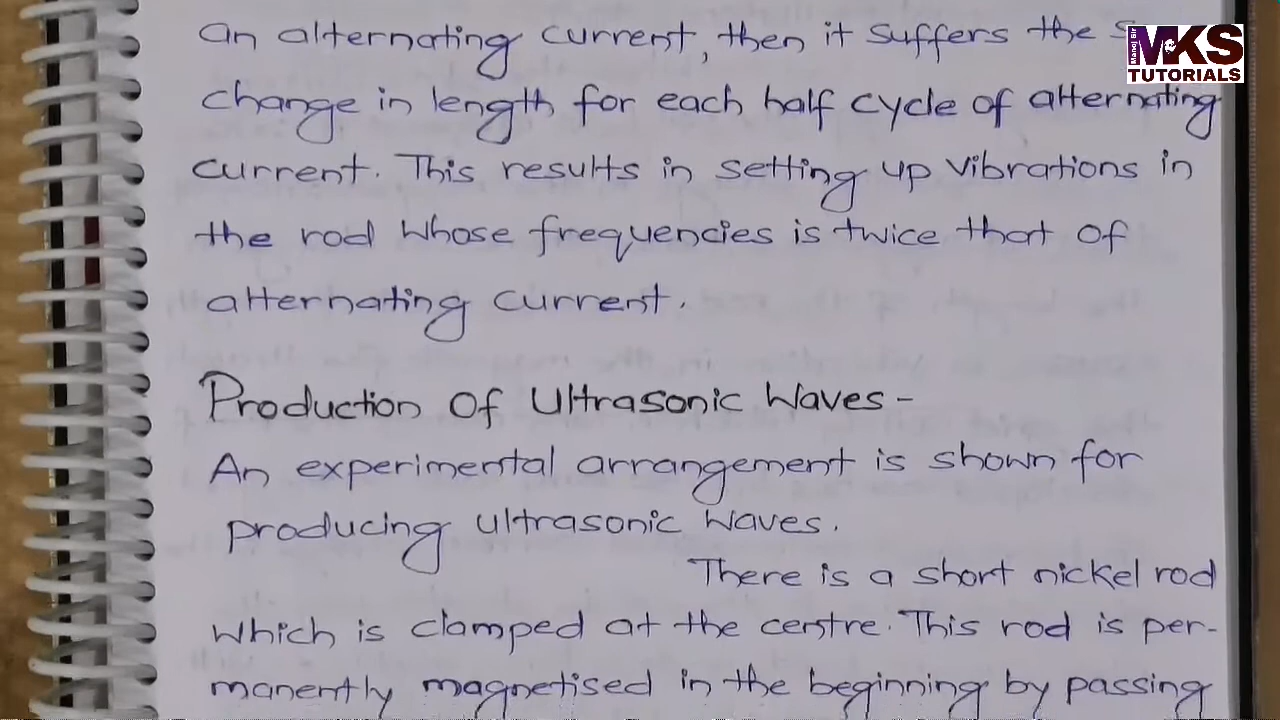 an alternating current, then it suffers the
change in length for each half cycle of alternating
current. This results in setting up vibrations in
the rod whose frequencies is twice that of
alternating current.
Production Of Ultrasonic Waves -
An experimental arrangement is shown for
producing ultrasonic waves.
There is a short nickel rod
which is clamped at the centre. This rod is per-
manently magnetised in the beginning by passing
Manoj Sir
MKS
TUTORIALS